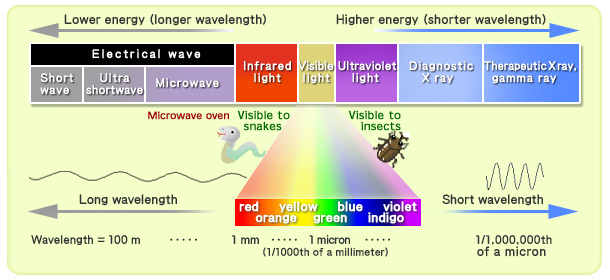 Lower energy (longer wavelength)
Higher energy (shorter wavelength)
Electrical wave
Short wave
Ultra shortwave
Microwave
Infrared light
Visible light
Ultraviolet light
Diagnostic X ray
Therapeutic X ray, gamma ray
Microwave oven
Visible to snakes
Visible to insects
Long wavelength
Short wavelength
red yellow blue violet
orange green indigo
Wavelength = 100 m ····· 1 mm ····· 1 micron ·····
(1/1000th of a millimeter)
1/1,000,000th
of a micron